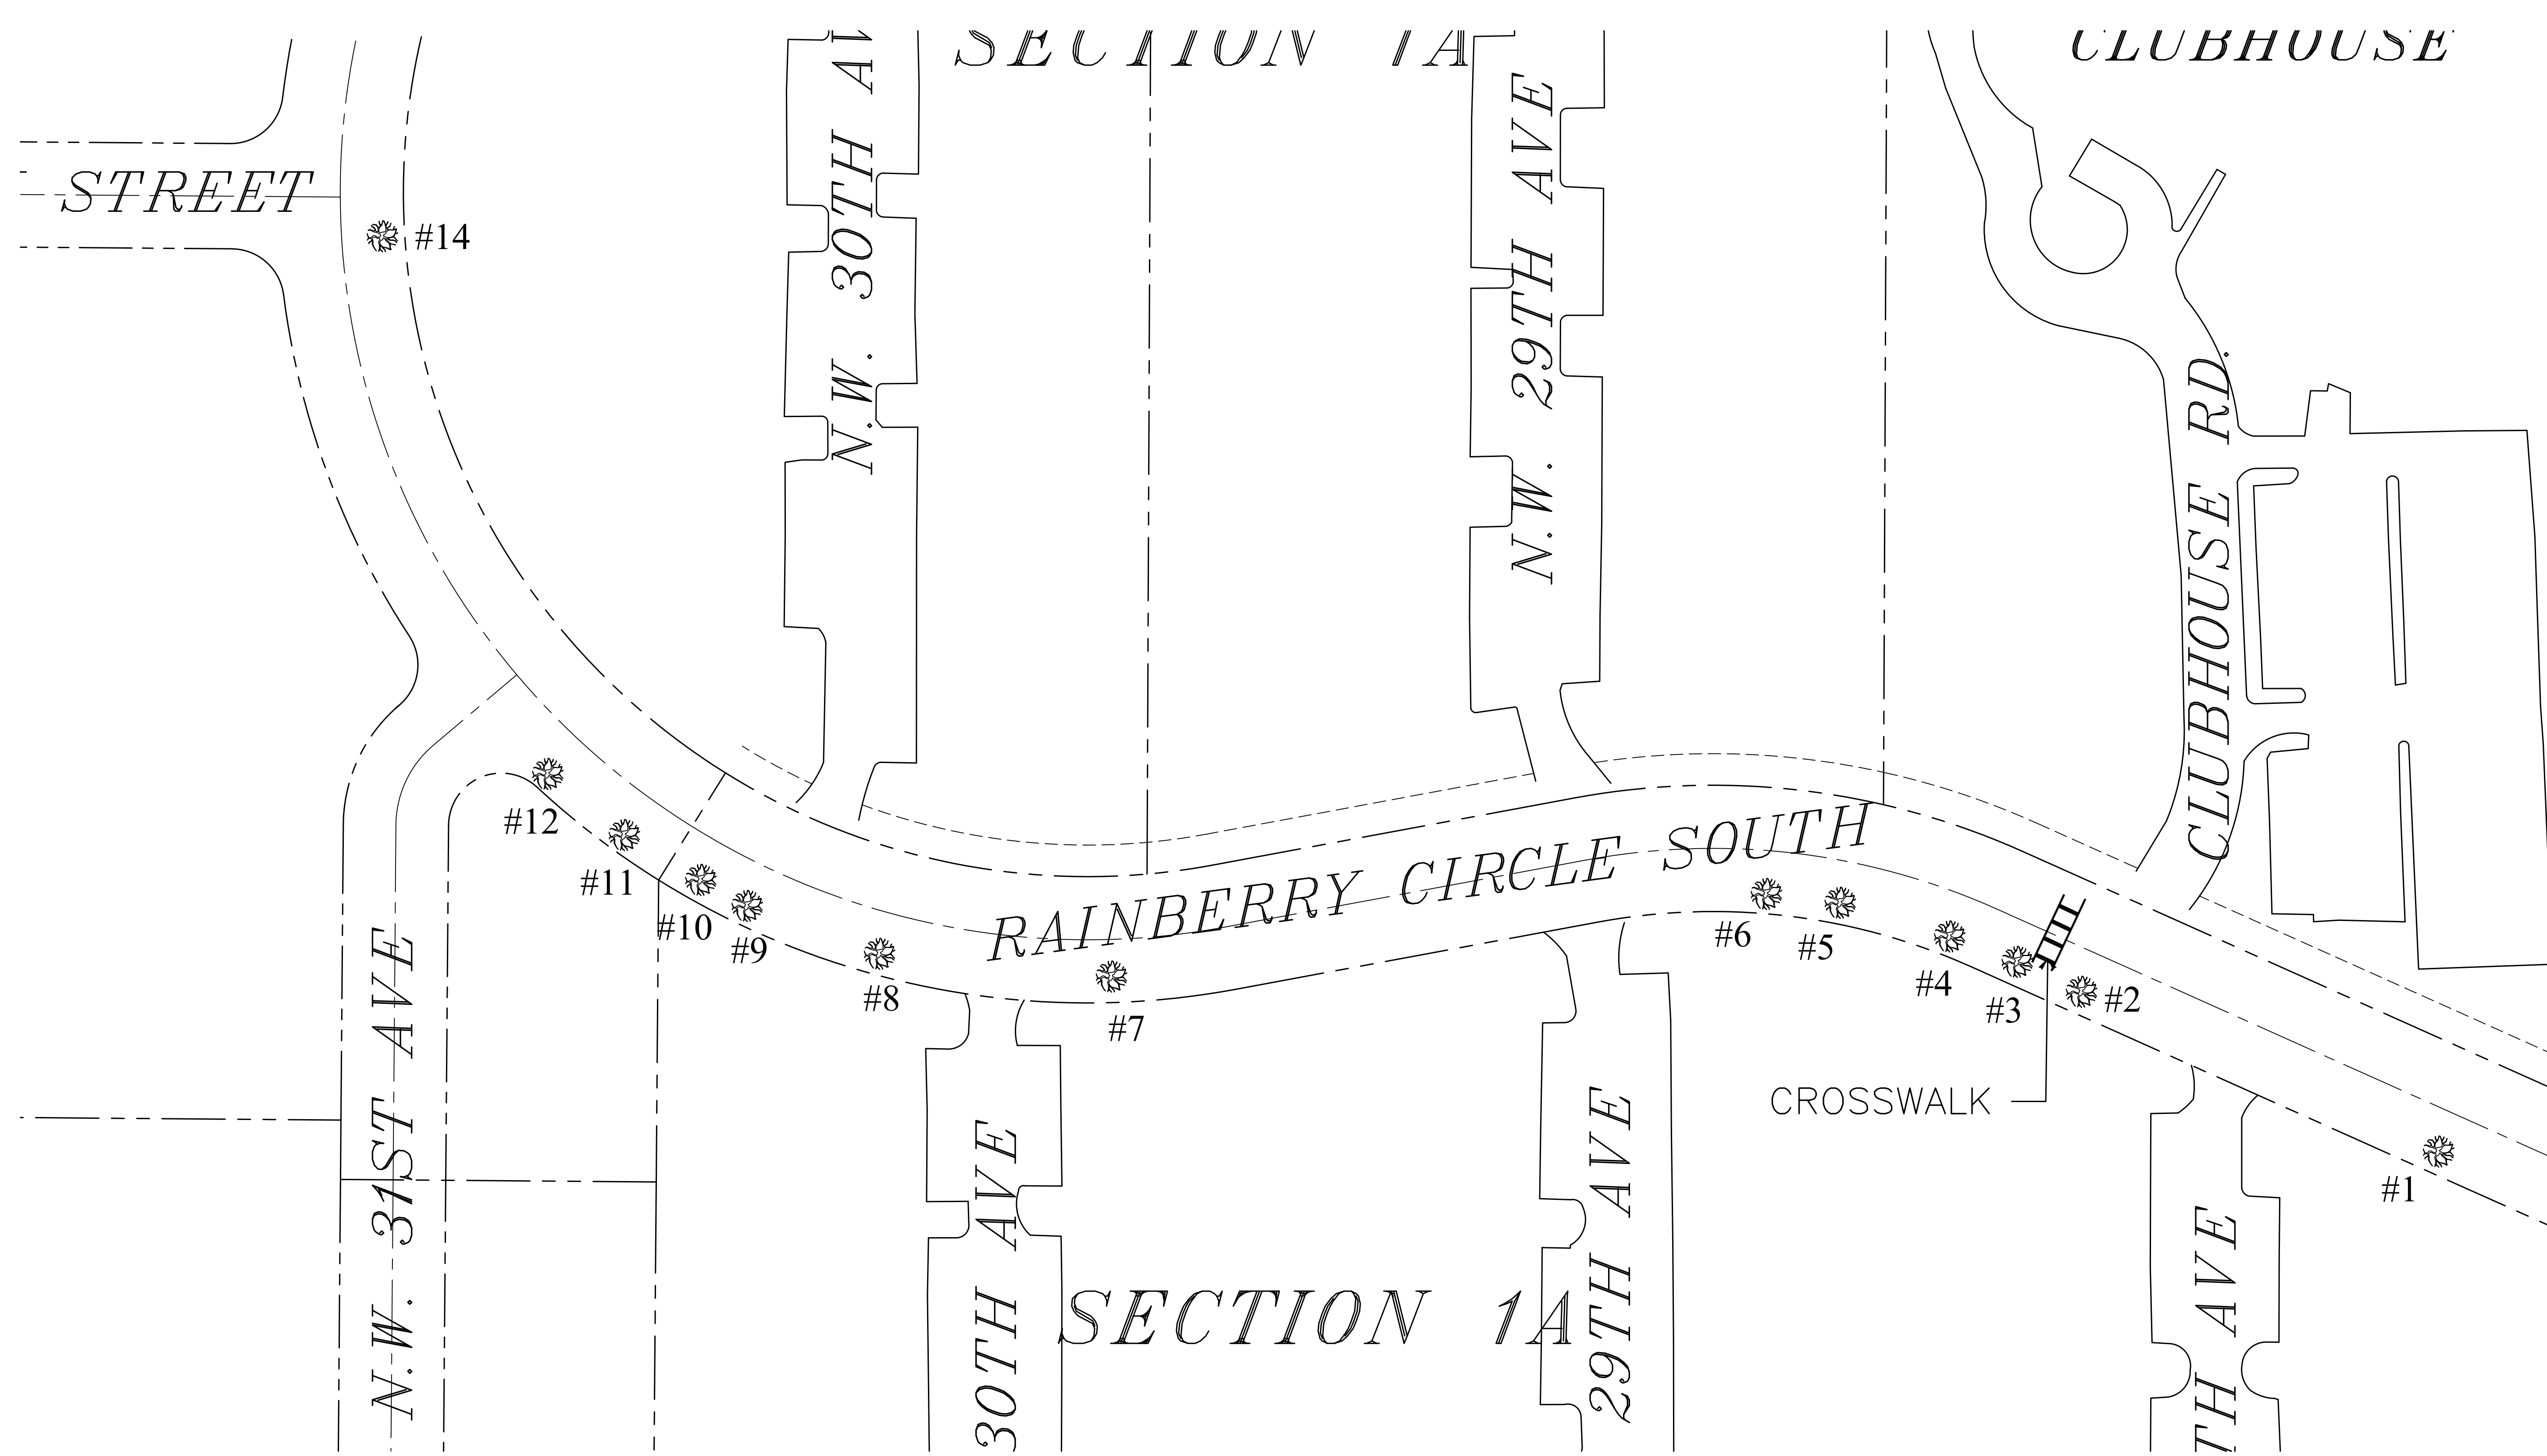 SECTION 1A
CLUBHOUSE
STREET
#14
N.W. 30TH AV
N.W. 29TH AVE
CLUBHOUSE RD.
RAINBERRY CIRCLE SOUTH
#12
#11
#10
#9
#8
#7
#6
#5
#4
#3
#2
CROSSWALK
#1
N.W. 31ST AVE
30TH AVE
SECTION 1A
29TH AVE
TH AVE